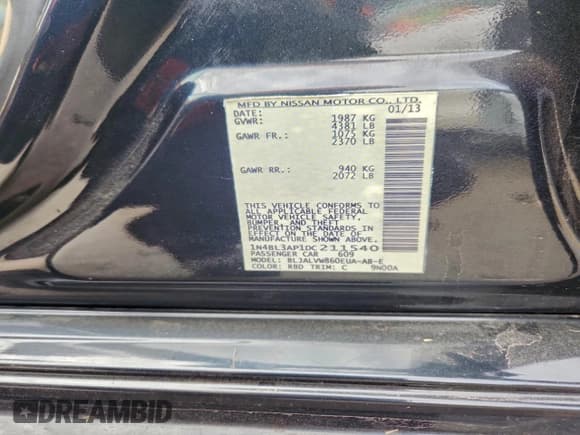 MFD BY NISSAN MOTOR CO., LTD.
DATE: 01/13
GVWR: 1987 KG
4381 LB
GAWR FR.: 1075 KG
2370 LB
GAWR RR.: 940 KG
2072 LB
THIS VEHICLE CONFORMS TO
ALL APPLICABLE FEDERAL
MOTOR VEHICLE SAFETY,
BUMPER, AND THEFT
PREVENTION STANDARDS
IN EFFECT ON THE DATE OF
MANUFACTURE SHOWN ABOVE.
1N4BL3AP1DC211540
PASSENGER CAR 609
MODEL: BLJALVW860EUA-AB-E
COLOR: RBD TRIM: C 9N00A
DREAMBID